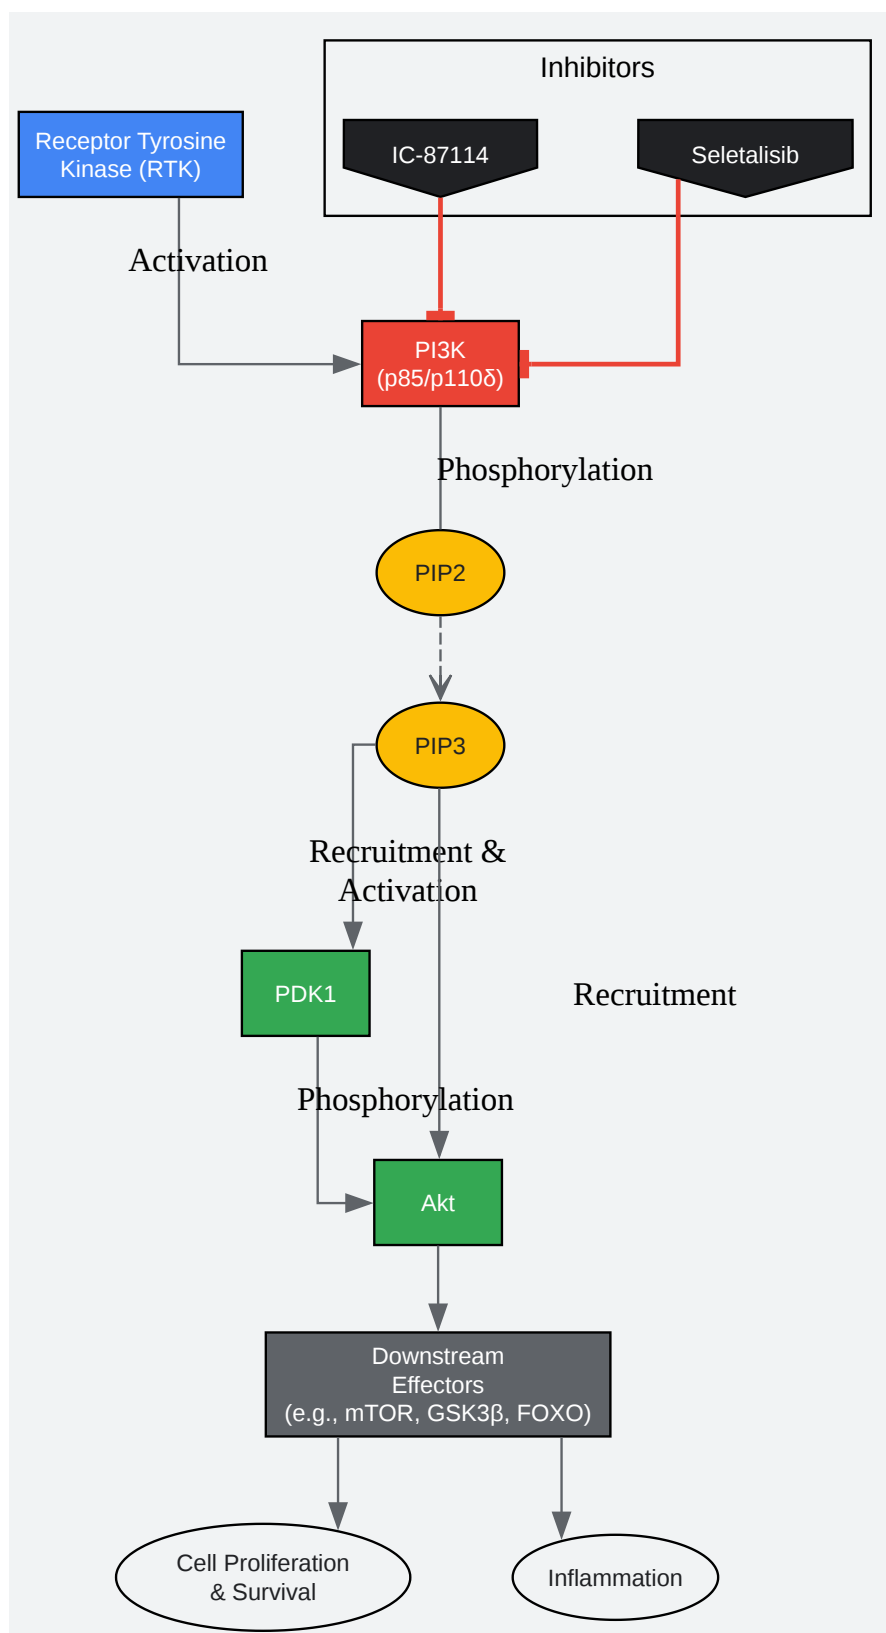 Inhibitors
Receptor Tyrosine
Kinase (RTK)
IC-87114
Seletalisib
Activation
PI3K
(p85/p110δ)
Phosphorylation
PIP2
PIP3
Recruitment &
Activation
PDK1
Recruitment
Phosphorylation
Akt
Downstream
Effectors
(e.g., mTOR, GSK3β, FOXO)
Cell Proliferation
& Survival
Inflammation